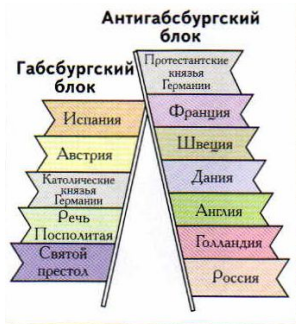 Антигабсбургский
блок
Габсбургский
блок
Испания
Австрия
Католические
князья
Германии
Речь
Посполитая
Святой
престол
Протестантские
князья
Германии
Франция
Швеция
Дания
Англия
Голландия
Россия